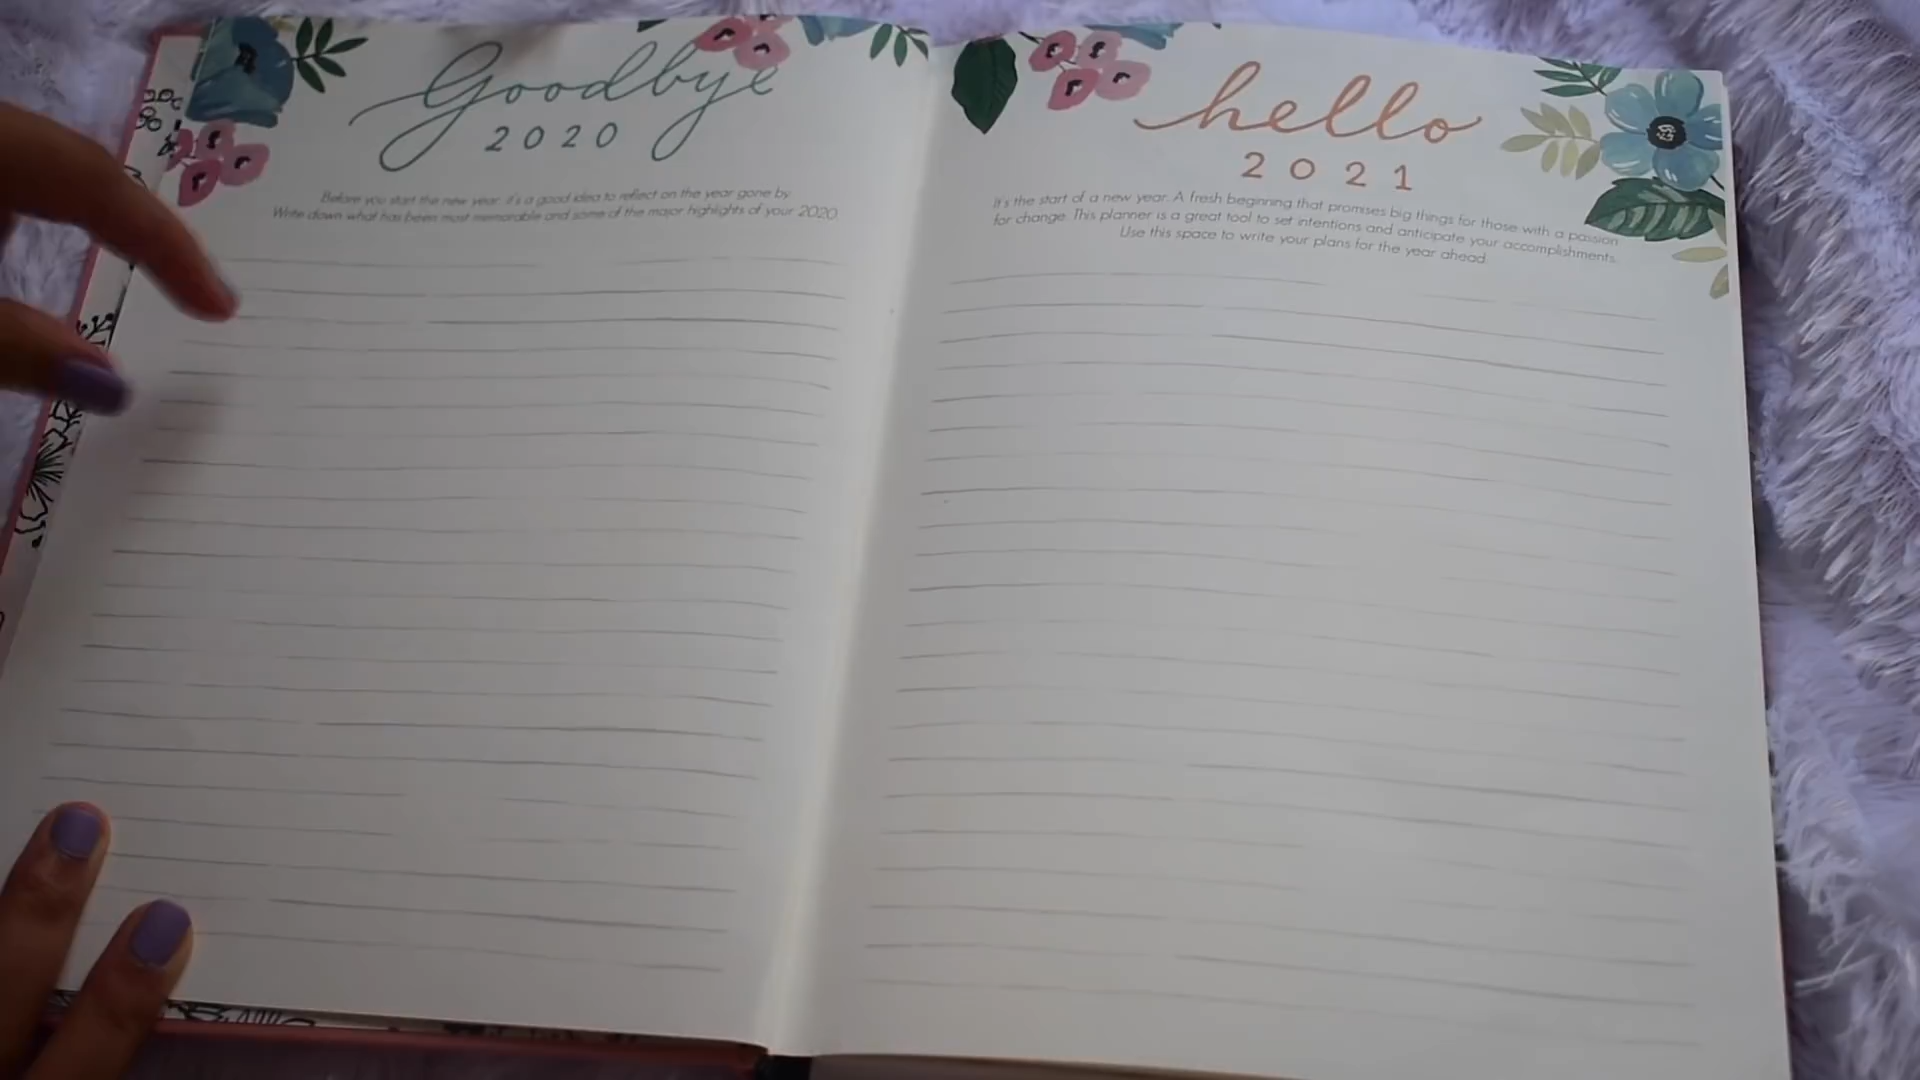 Goodbye
2020
Before you start the new year, it's a good idea to reflect on the year gone by.
Write down what has been most memorable and some of the major highlights of your 2020.
hello
2021
It's the start of a new year. A fresh beginning that promises big things for those with a passion
for change. This planner is a great tool to set intentions and anticipate your accomplishments.
Use this space to write your plans for the year ahead.